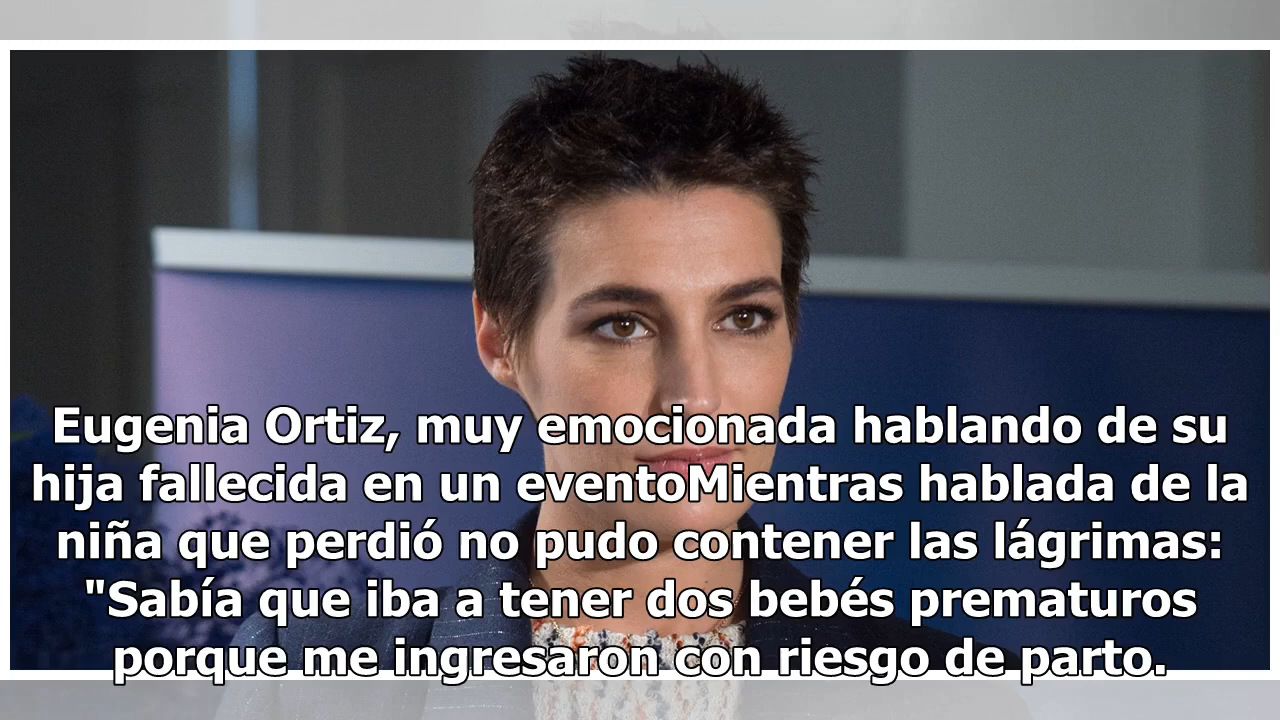 Eugenia Ortiz, muy emocionada hablando de su
hija fallecida en un eventoMientras hablada de la
niña que perdió no pudo contener las lágrimas:
"Sabía que iba a tener dos bebés prematuros
porque me ingresaron con riesgo de parto.